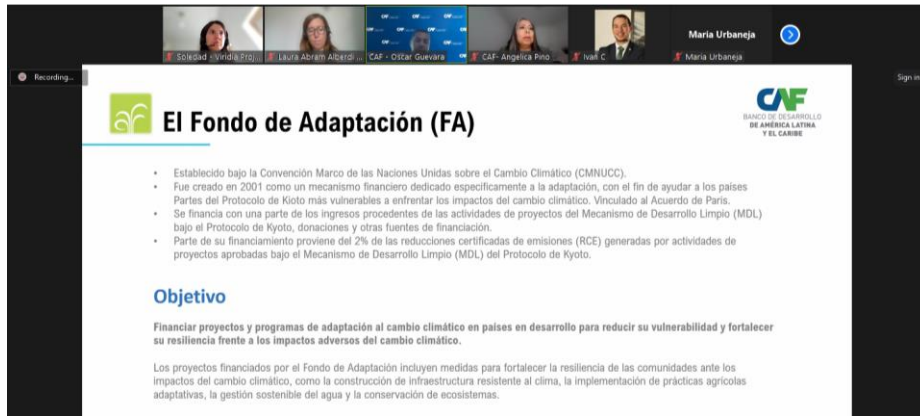 Maria Urbaneja
Soledad - Viridia Proj...
Laura Abram Alberdi ...
CAF - Oscar Guevara
CAF- Angelica Pino
Ivan C
María Urbaneja
Recording...
Sign in
El Fondo de Adaptación (FA)
CAF
BANCO DE DESARROLLO
DE AMÉRICA LATINA
Y EL CARIBE
• Establecido bajo la Convención Marco de las Naciones Unidas sobre el Cambio Climático (CMNUCC).
• Fue creado en 2001 como un mecanismo financiero dedicado específicamente a la adaptación, con el fin de ayudar a los países
Partes del Protocolo de Kioto más vulnerables a enfrentar los impactos del cambio climático. Vinculado al Acuerdo de París.
• Se financia con una parte de los ingresos procedentes de las actividades de proyectos del Mecanismo de Desarrollo Limpio (MDL)
bajo el Protocolo de Kyoto, donaciones y otras fuentes de financiación.
• Parte de su financiamiento proviene del 2% de las reducciones certificadas de emisiones (RCE) generadas por actividades de
proyectos aprobadas bajo el Mecanismo de Desarrollo Limpio (MDL) del Protocolo de Kyoto.
Objetivo
Financiar proyectos y programas de adaptación al cambio climático en países en desarrollo para reducir su vulnerabilidad y fortalecer
su resiliencia frente a los impactos adversos del cambio climático.
Los proyectos financiados por el Fondo de Adaptación incluyen medidas para fortalecer la resiliencia de las comunidades ante los
impactos del cambio climático, como la construcción de infraestructura resistente al clima, la implementación de prácticas agrícolas
adaptativas, la gestión sostenible del agua y la conservación de ecosistemas.